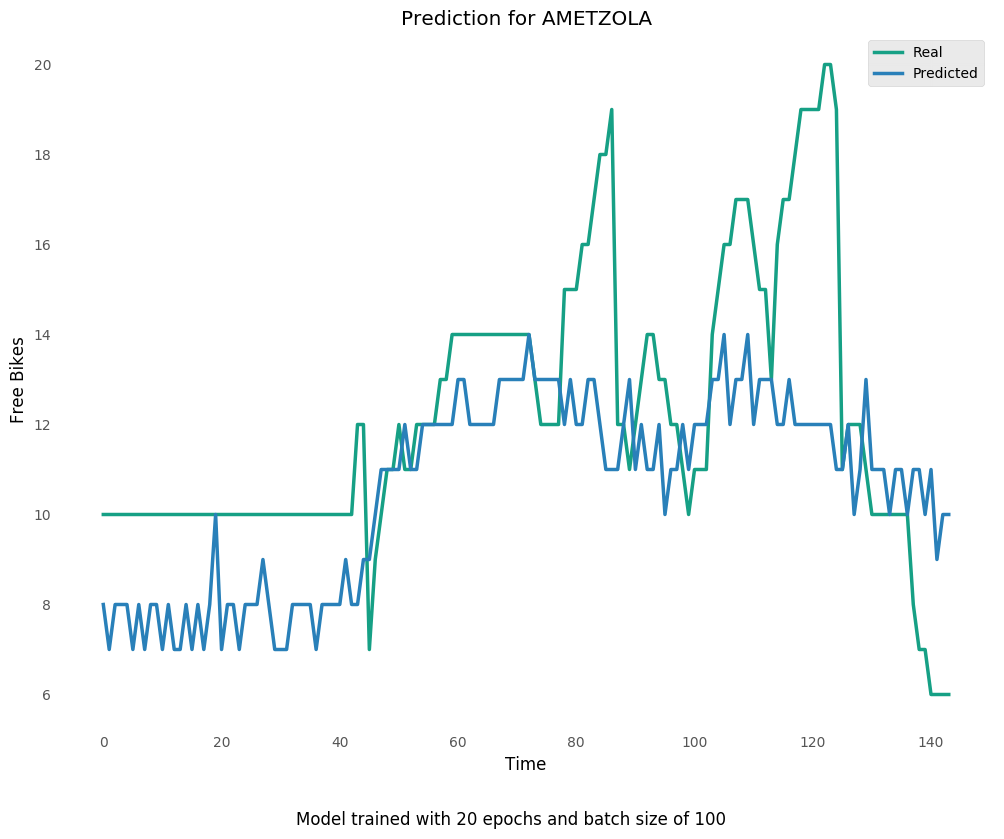 Prediction for AMETZOLA
Real
Predicted
Free Bikes
20
18
16
14
12
10
8
6
0 20 40 60 80 100 120 140
Time
Model trained with 20 epochs and batch size of 100